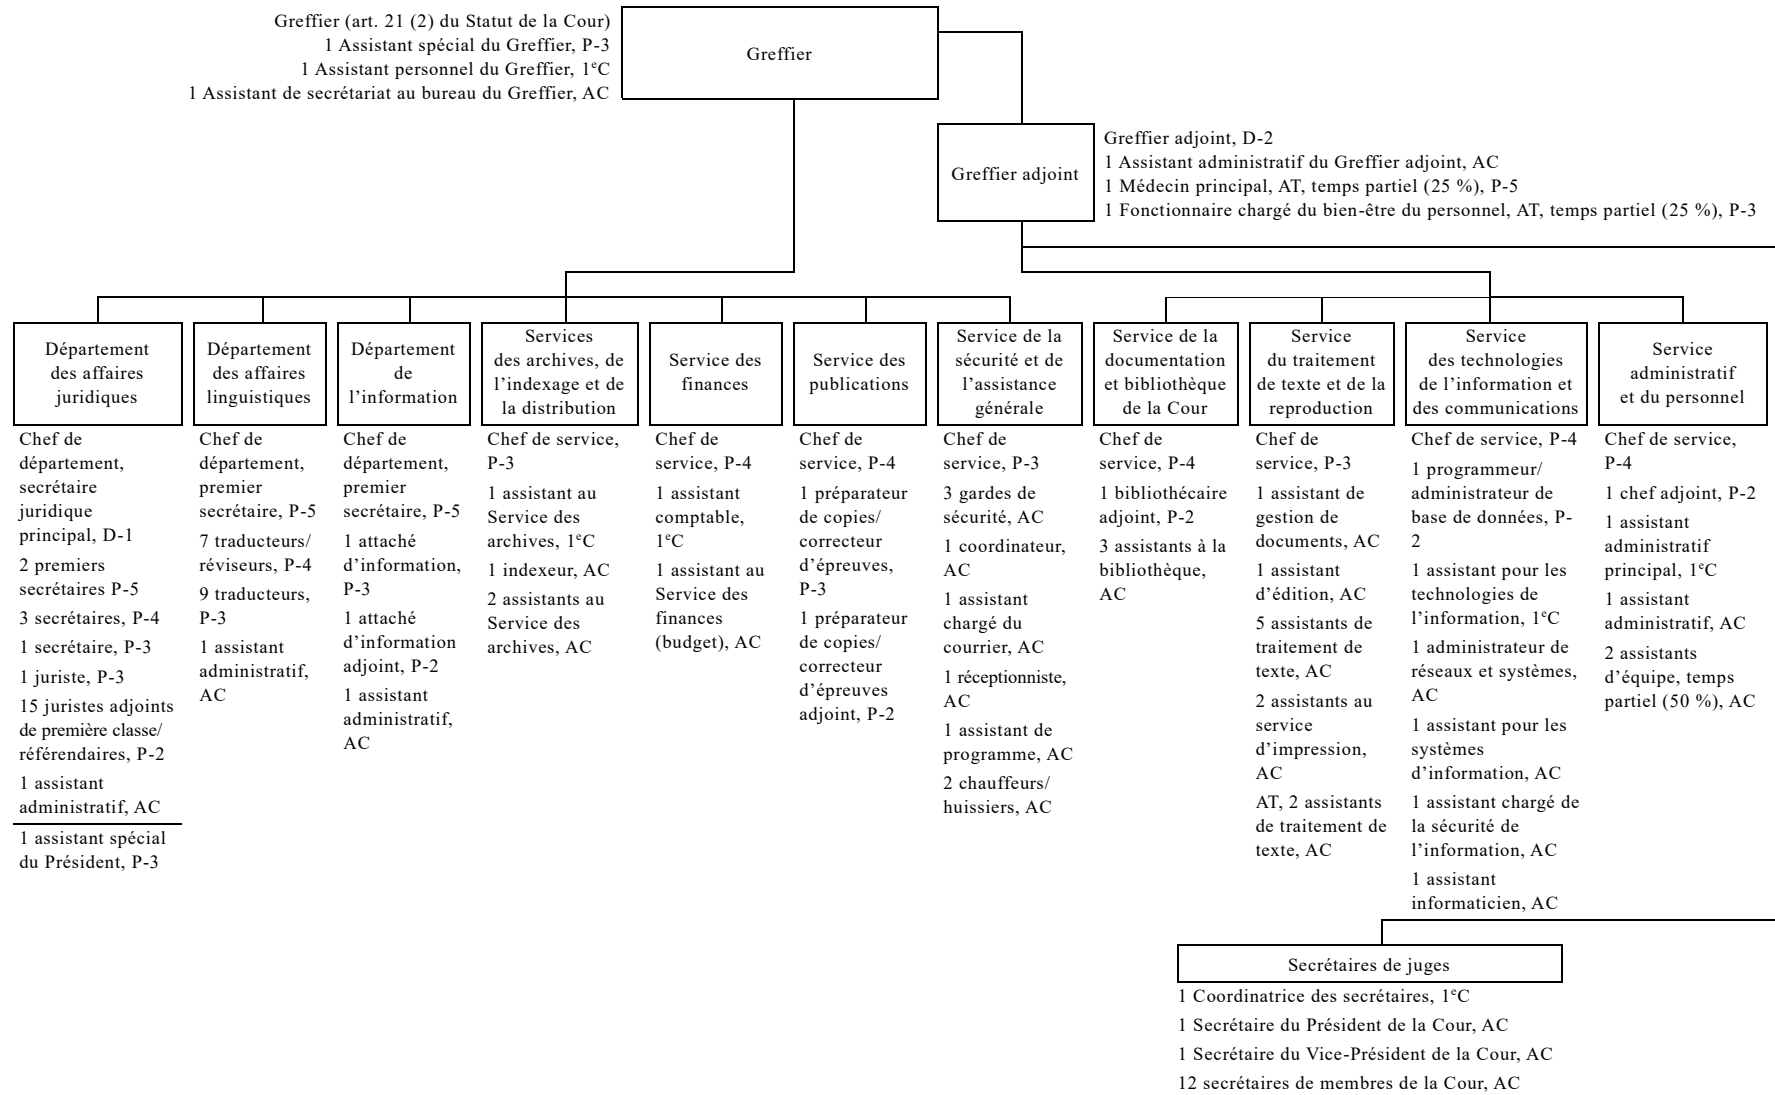 Greffier (art. 21 (2) du Statut de la Cour)
1 Assistant spécial du Greffier, P-3
1 Assistant personnel du Greffier, 1ᵉC
1 Assistant de secrétariat au bureau du Greffier, AC
Greffier
Greffier adjoint
Greffier adjoint, D-2
1 Assistant administratif du Greffier adjoint, AC
1 Médecin principal, AT, temps partiel (25 %), P-5
1 Fonctionnaire chargé du bien-être du personnel, AT, temps partiel (25 %), P-3
Département
des affaires
juridiques
Chef de
département,
secrétaire
juridique
principal, D-1
2 premiers
secrétaires P-5
3 secrétaires, P-4
1 secrétaire, P-3
1 juriste, P-3
15 juristes adjoints
de première classe/
référendaires, P-2
1 assistant
administratif, AC
1 assistant spécial
du Président, P-3
Département
des affaires
linguistiques
Chef de
département,
premier
secrétaire, P-5
7 traducteurs/
réviseurs, P-4
9 traducteurs,
P-3
1 assistant
administratif,
AC
Département
de
l’information
Chef de
département,
premier
secrétaire, P-5
1 attaché
d’information,
P-3
1 attaché
d’information
adjoint, P-2
1 assistant
administratif,
AC
Services
des archives, de
l’indexage et de
la distribution
Chef de service,
P-3
1 assistant au
Service des
archives, 1ᵉC
1 indexeur, AC
2 assistants au
Service des
archives, AC
Service des
finances
Chef de
service, P-4
1 assistant
comptable,
1ᵉC
1 assistant au
Service des
finances
(budget), AC
Service des
publications
Chef de
service, P-4
1 préparateur
de copies/
correcteur
d’épreuves,
P-3
1 préparateur
de copies/
correcteur
d’épreuves
adjoint, P-2
Service de la
sécurité et de
l’assistance
générale
Chef de
service, P-3
3 gardes de
sécurité, AC
1 coordinateur,
AC
1 assistant
chargé du
courrier, AC
1 réceptionniste,
AC
1 assistant de
programme, AC
2 chauffeurs/
huissiers, AC
Service de la
documentation
et bibliothèque
de la Cour
Chef de
service, P-4
1 bibliothécaire
adjoint, P-2
3 assistants à la
bibliothèque,
AC
Service
du traitement
de texte et de la
reproduction
Chef de
service, P-3
1 assistant de
gestion de
documents, AC
1 assistant
d’édition, AC
5 assistants de
traitement de
texte, AC
2 assistants au
service
d’impression,
AC
AT, 2 assistants
de traitement de
texte, AC
Service
des technologies
de l’information et
des communications
Chef de service, P-4
1 programmeur/
administrateur de
base de données, P-
2
1 assistant pour les
technologies de
l’information, 1ᵉC
1 administrateur de
réseaux et systèmes,
AC
1 assistant pour les
systèmes
d’information, AC
1 assistant chargé de
la sécurité de
l’information, AC
1 assistant
informaticien, AC
Service
administratif
et du personnel
Chef de service,
P-4
1 chef adjoint, P-2
1 assistant
administratif
principal, 1ᵉC
1 assistant
administratif, AC
2 assistants
d’équipe, temps
partiel (50 %), AC
Secrétaires de juges
1 Coordinatrice des secrétaires, 1ᵉC
1 Secrétaire du Président de la Cour, AC
1 Secrétaire du Vice-Président de la Cour, AC
12 secrétaires de membres de la Cour, AC